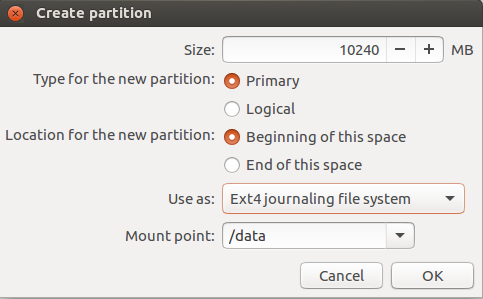 Create partition
Size: 10240 MB
Type for the new partition: Primary
Logical
Location for the new partition: Beginning of this space
End of this space
Use as: Ext4 journaling file system
Mount point: /data
Cancel OK